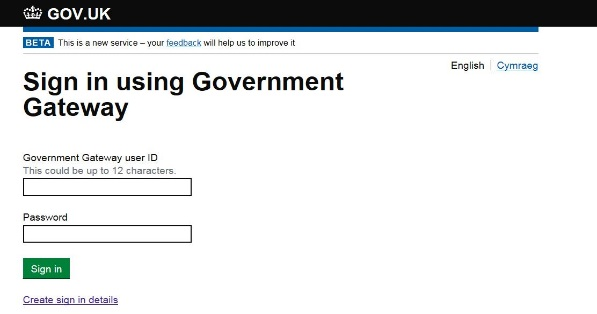 GOV.UK
BETA This is a new service – your feedback will help us to improve it
English Cymraeg
Sign in using Government
Gateway
Government Gateway user ID
This could be up to 12 characters.
Password
Sign in
Create sign in details